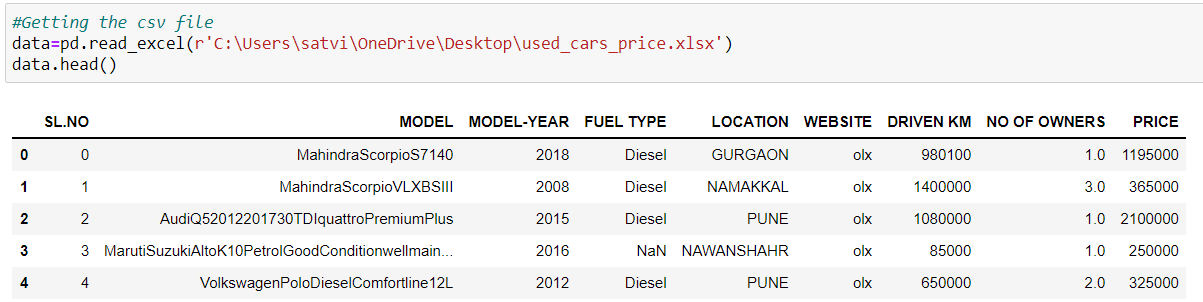 #Getting the csv file
data=pd.read_excel(r'C:\Users\satvi\OneDrive\Desktop\used_cars_price.xlsx')
data.head()
SL.NO MODEL MODEL-YEAR FUEL TYPE LOCATION WEBSITE DRIVEN KM NO OF OWNERS PRICE
0 0 MahindraScorpioS7140 2018 Diesel GURGAON olx 980100 1.0 1195000
1 1 MahindraScorpioVLXBSIII 2008 Diesel NAMAKKAL olx 1400000 3.0 365000
2 2 AudiQ52012201730TDIquattroPremiumPlus 2015 Diesel PUNE olx 1080000 1.0 2100000
3 3 MarutiSuzukiAltoK10PetrolGoodConditionwellmain... 2016 NaN NAWANSHAHR olx 85000 1.0 250000
4 4 VolkswagenPoloDieselComfortline12L 2012 Diesel PUNE olx 650000 2.0 325000